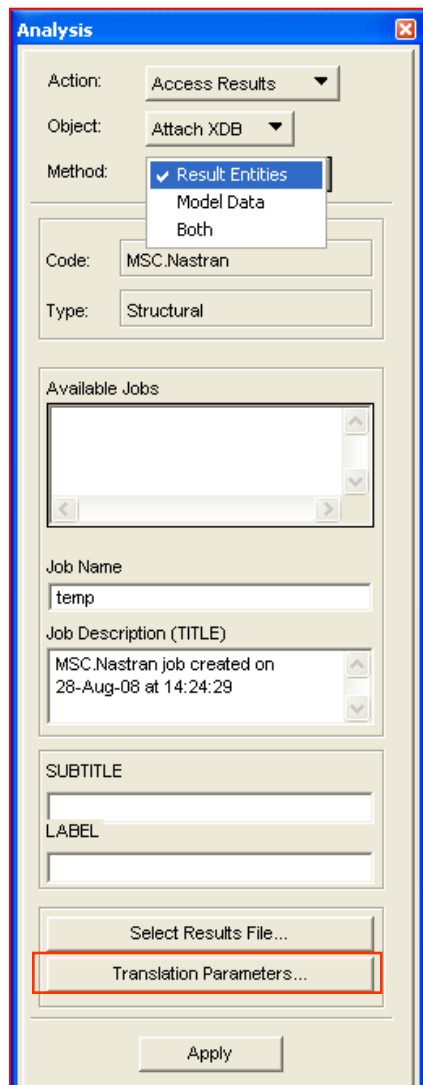 Analysis
Action: Access Results
Object: Attach XDB
Method: Result Entities
Model Data
Both
Code: MSC.Nastran
Type: Structural
Available Jobs
Job Name
temp
Job Description (TITLE)
MSC.Nastran job created on
28-Aug-08 at 14:24:29
SUBTITLE
LABEL
Select Results File...
Translation Parameters...
Apply